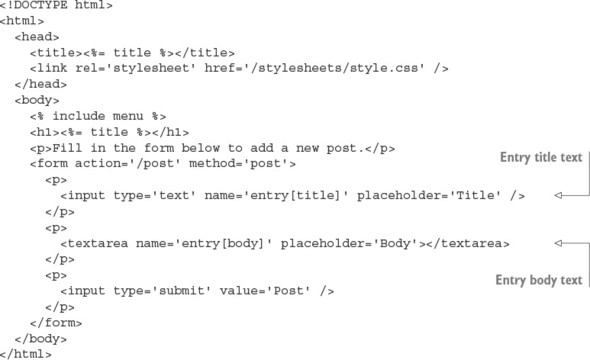 <!DOCTYPE html>
<html>
  <head>
    <title><%= title %></title>
    <link rel='stylesheet' href='/stylesheets/style.css' />
  </head>
  <body>
    <% include menu %>
    <h1><%= title %></h1>
    <p>Fill in the form below to add a new post.</p>
    <form action='/post' method='post'>
      <p>
        <input type='text' name='entry[title]' placeholder='Title' />
      </p>
      <p>
        <textarea name='entry[body]' placeholder='Body'></textarea>
      </p>
      <p>
        <input type='submit' value='Post' />
      </p>
    </form>
  </body>
</html>
Entry title text
Entry body text